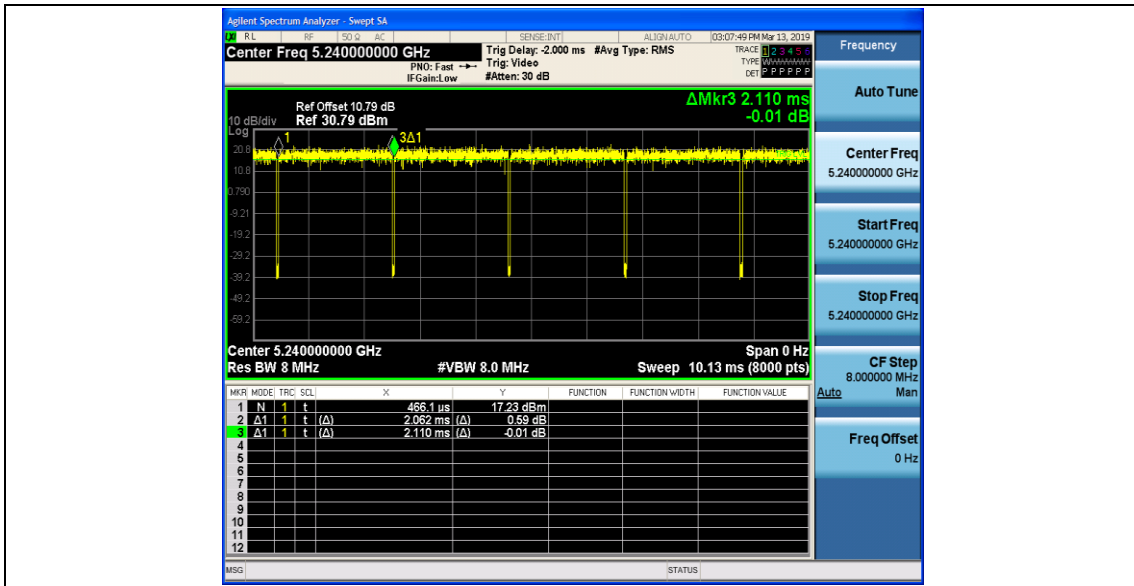 Agilent Spectrum Analyzer - Swept SA
LXI RL RF 50 Ω AC SENSE:INT ALIGN AUTO 03:07:49 PM Mar 13, 2019
Center Freq 5.240000000 GHz Trig Delay: -2.000 ms #Avg Type: RMS TRACE 1 2 3 4 5 6
PNO: Fast Trig: Video TYPE
IFGain:Low #Atten: 30 dB DET P P P P P P
Frequency
Auto Tune
Center Freq
5.240000000 GHz
Start Freq
5.240000000 GHz
Stop Freq
5.240000000 GHz
CF Step
8.000000 MHz
Auto Man
Freq Offset
0 Hz
ΔMkr3 2.110 ms
-0.01 dB
Ref Offset 10.79 dB
10 dB/div Ref 30.79 dBm
Log
1 3Δ1
20.8
10.8
0.790
-9.21
-19.2
-29.2
-39.2
-49.2
-59.2
Center 5.240000000 GHz Span 0 Hz
Res BW 8 MHz #VBW 8.0 MHz Sweep 10.13 ms (8000 pts)
MKR MODE TRC SCL X Y FUNCTION FUNCTION WIDTH FUNCTION VALUE
1 N 1 t 466.1 us 17.23 dBm
2 Δ1 1 t (Δ) 2.062 ms (Δ) 0.59 dB
3 Δ1 1 t (Δ) 2.110 ms (Δ) -0.01 dB
4
5
6
7
8
9
10
11
12
MSG STATUS